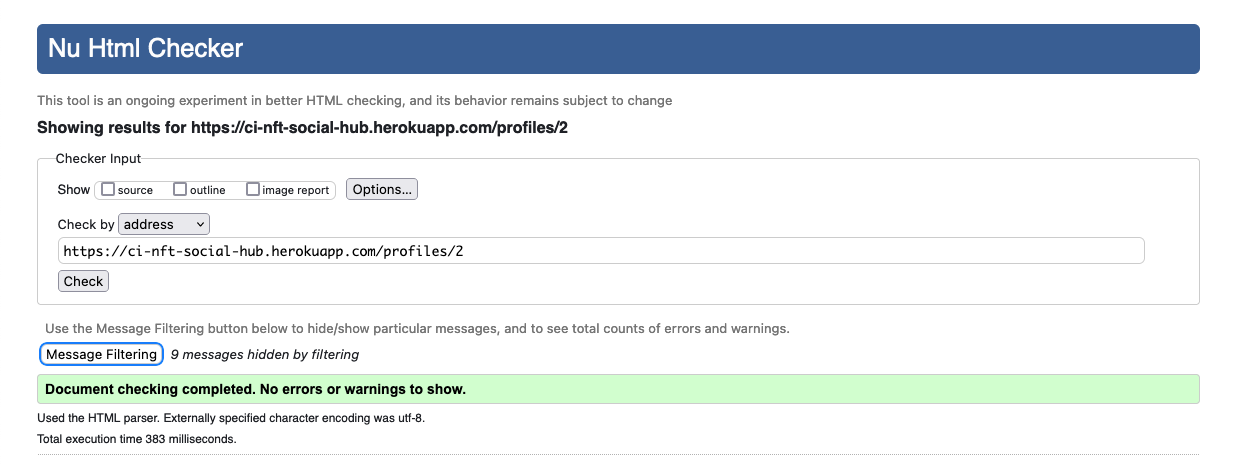 Nu Html Checker
This tool is an ongoing experiment in better HTML checking, and its behavior remains subject to change
Showing results for https://ci-nft-social-hub.herokuapp.com/profiles/2
Checker Input
Show source outline image report Options...
Check by address
https://ci-nft-social-hub.herokuapp.com/profiles/2
Check
Use the Message Filtering button below to hide/show particular messages, and to see total counts of errors and warnings.
Message Filtering 9 messages hidden by filtering
Document checking completed. No errors or warnings to show.
Used the HTML parser. Externally specified character encoding was utf-8.
Total execution time 383 milliseconds.